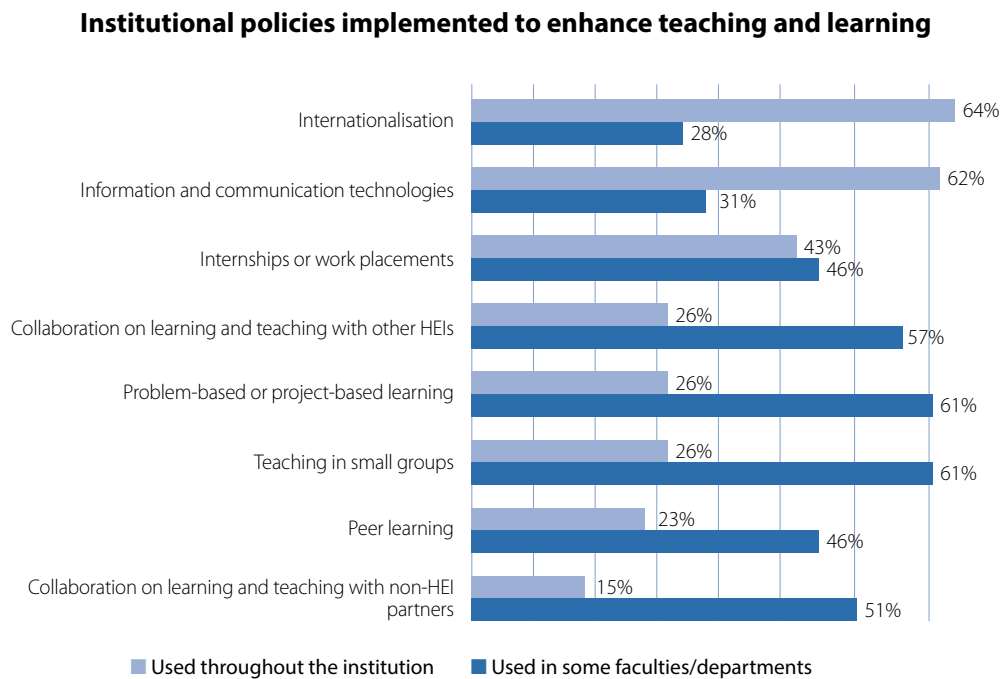 Institutional policies implemented to enhance teaching and learning
Internationalisation
64%
28%
Information and communication technologies
62%
31%
Internships or work placements
43%
46%
Collaboration on learning and teaching with other HEIs
26%
57%
Problem-based or project-based learning
26%
61%
Teaching in small groups
26%
61%
Peer learning
23%
46%
Collaboration on learning and teaching with non-HEI
partners
15%
51%
Used throughout the institution
Used in some faculties/departments